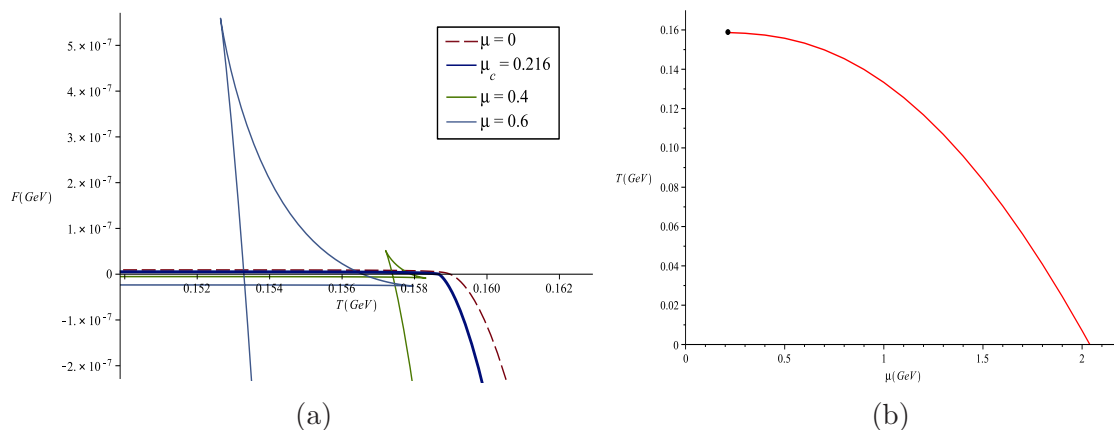 5. × 10⁻⁷
4. × 10⁻⁷
3. × 10⁻⁷
2. × 10⁻⁷
F(GeV)
1. × 10⁻⁷
0
-1. × 10⁻⁷
-2. × 10⁻⁷
0.152 0.154 0.156 0.158 0.160 0.162
T(GeV)
μ = 0
μc = 0.216
μ = 0.4
μ = 0.6
(a)
0.16
0.14
0.12
T(GeV)
0.10
0.08
0.06
0.04
0.02
0
0 0.5 1 1.5 2
μ(GeV)
(b)